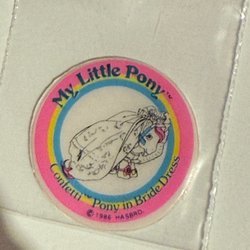 My Little Pony™
Confetti™ Pony in Bride Dress
© 1986 HASBRO.